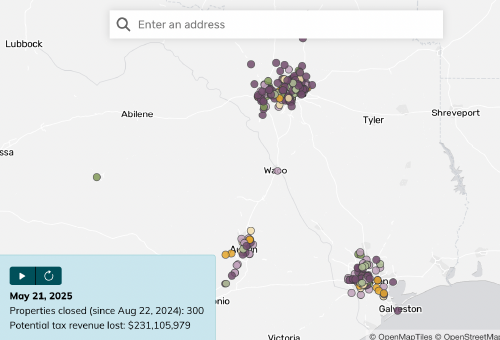 Enter an address
Lubbock
Abilene
Tyler
Shreveport
ssa
Waco
Austin
onio
Galveston
Victoria
May 21, 2025
Properties closed (since Aug 22, 2024): 300
Potential tax revenue lost: $231,105,979
© OpenMapTiles © OpenStreetMa